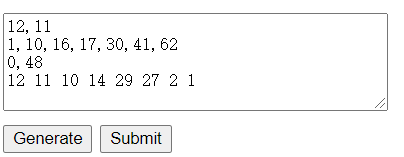 12, 11
1, 10, 16, 17, 30, 41, 62
0, 48
12 11 10 14 29 27 2 1
Generate Submit